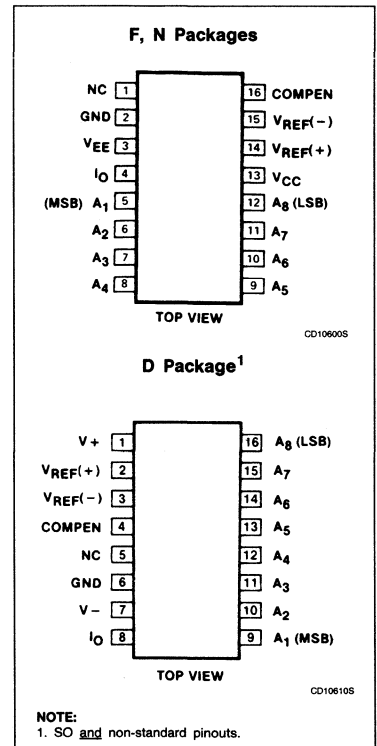 F, N Packages
NC 1 16 COMPEN
GND 2 15 VREF(−)
VEE 3 14 VREF(+)
IO 4 13 VCC
(MSB) A1 5 12 A8 (LSB)
A2 6 11 A7
A3 7 10 A6
A4 8 9 A5
TOP VIEW
CD10600S
D Package1
V+ 1 16 A8 (LSB)
VREF(+) 2 15 A7
VREF(−) 3 14 A6
COMPEN 4 13 A5
NC 5 12 A4
GND 6 11 A3
V− 7 10 A2
IO 8 9 A1 (MSB)
TOP VIEW
CD10610S
NOTE:
1. SO and non-standard pinouts.